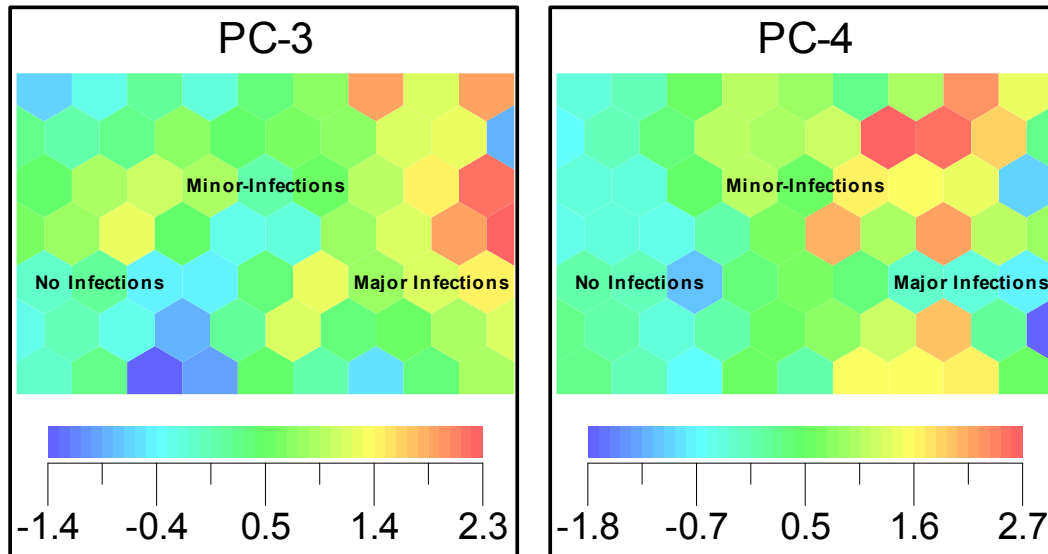 PC-3
Minor-Infections
No Infections
Major Infections
-1.4 -0.4 0.5 1.4 2.3
PC-4
Minor-Infections
No Infections
Major Infections
-1.8 -0.7 0.5 1.6 2.7